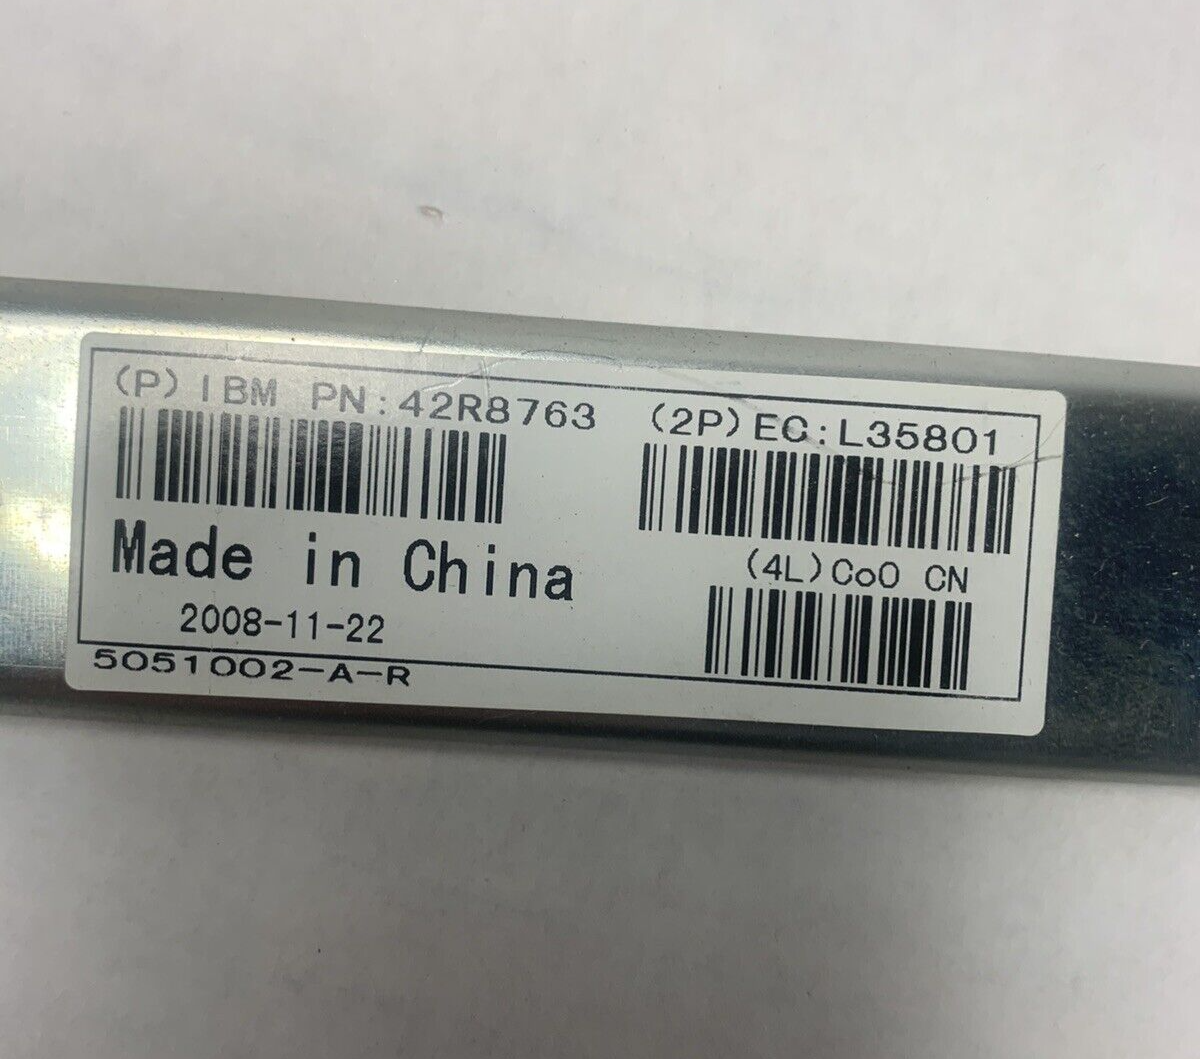 (P) IBM PN:42R8763
(2P) EC:L35801
Made in China
(4L) CoO CN
2008-11-22
5051002-A-R